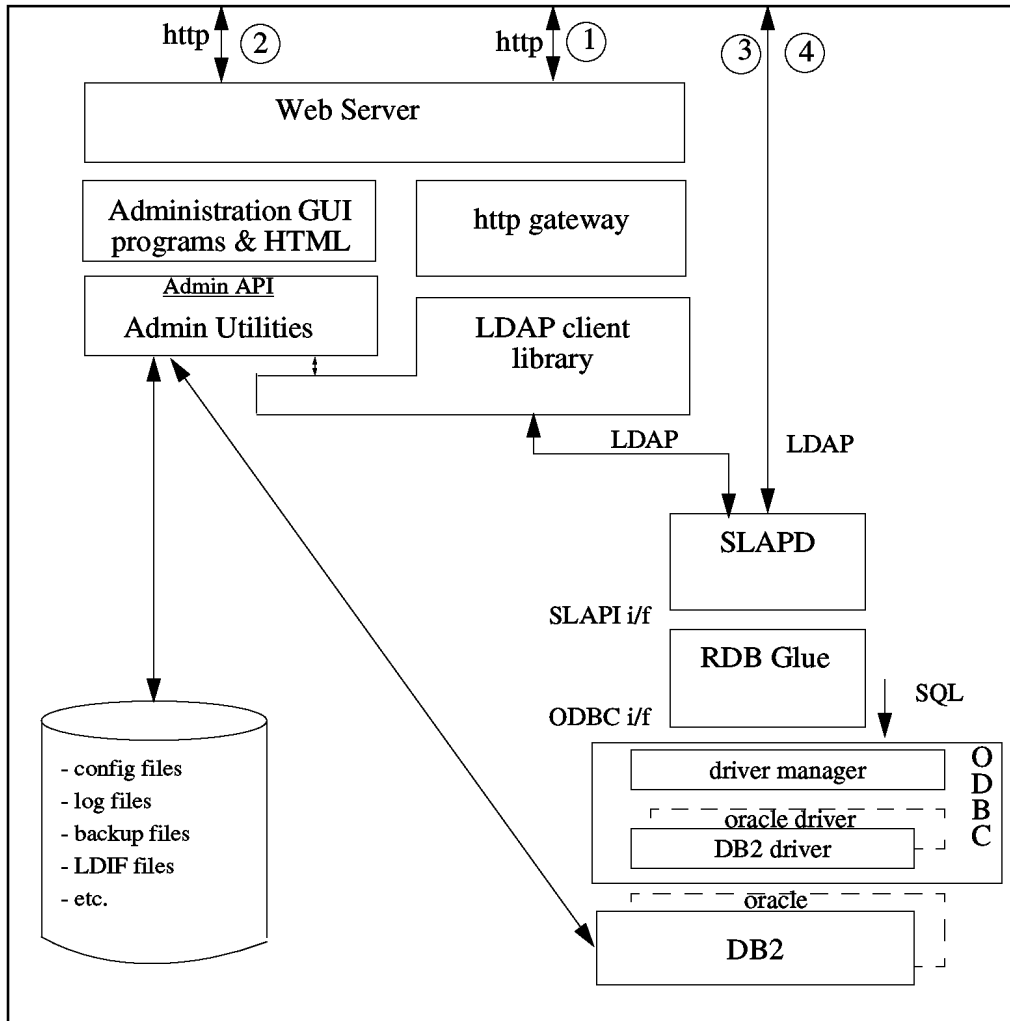 http 2
http 1
3 4
Web Server
Administration GUI
programs & HTML
http gateway
Admin API
Admin Utilities
LDAP client
library
LDAP
LDAP
SLAPD
SLAPI i/f
RDB Glue
SQL
ODBC i/f
ODBC
driver manager
oracle driver
DB2 driver
oracle
DB2
- config files
- log files
- backup files
- LDIF files
- etc.